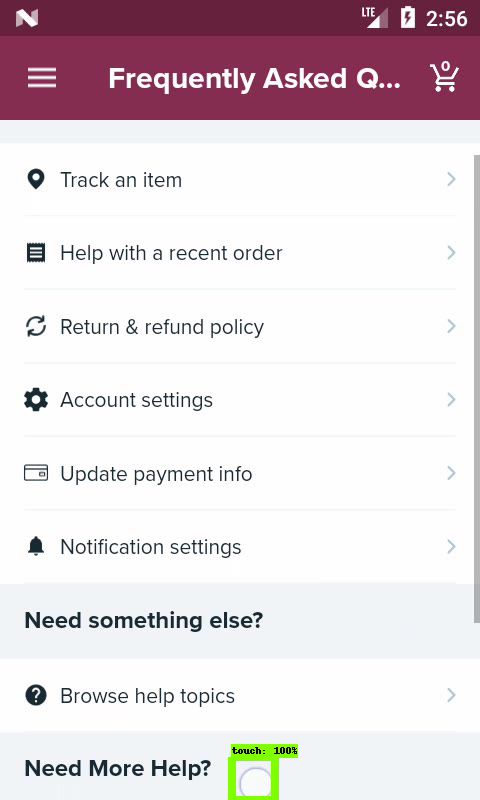 LTE 2:56
Frequently Asked Q... 0
Track an item
Help with a recent order
Return & refund policy
Account settings
Update payment info
Notification settings
Need something else?
Browse help topics
Need More Help?
touch: 100%